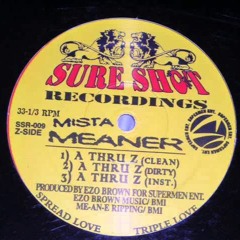 SURE SHOT
RECORDINGS
33-1/3 RPM
SSR-009
Z-SIDE
MISTA
MEANER
1) A THRU Z (CLEAN)
2) A THRU Z (DIRTY)
3) A THRU Z (INST.)
PRODUCED BY EZO BROWN FOR SUPERMEN ENT.
EZO BROWN MUSIC/ BMI
ME-AN-E RIPPING/ BMI
SPREAD LOVE
TRIPLE LOVE